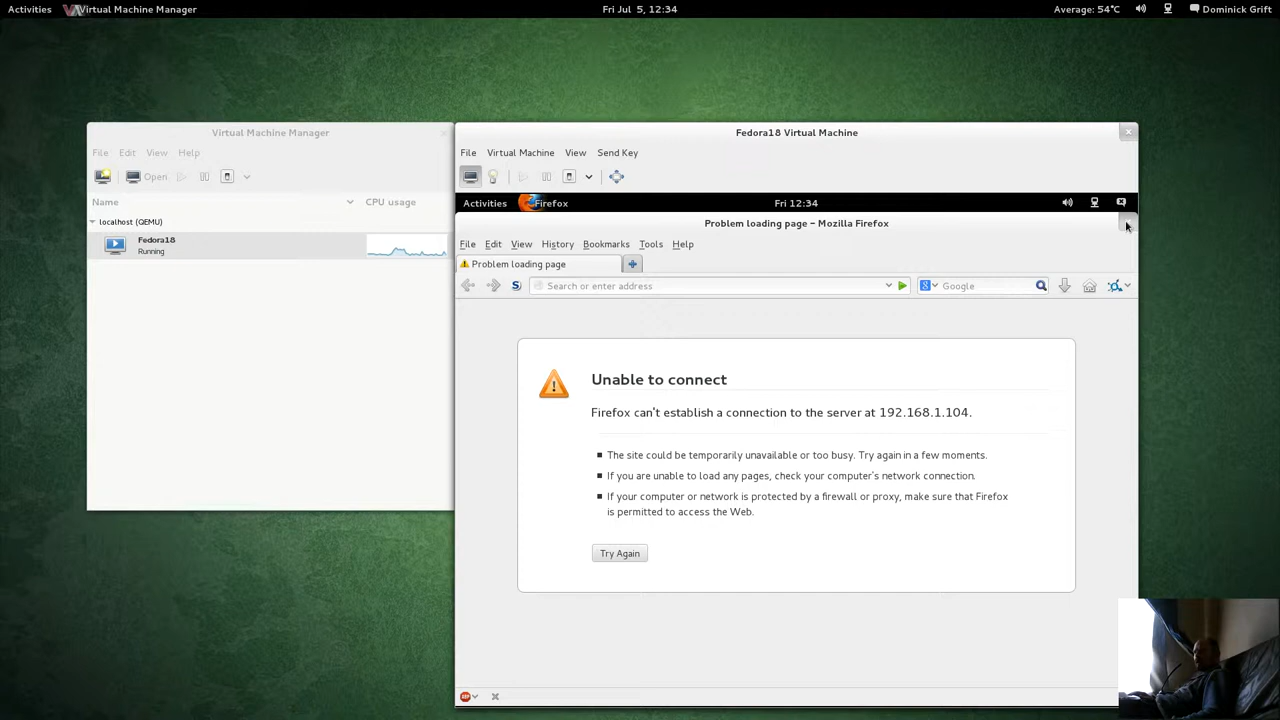 Activities Virtual Machine Manager Fri Jul 5, 12:34 Average: 54°C Dominick Grift
Virtual Machine Manager
File Edit View Help
Open
Name CPU usage
localhost (QEMU)
Fedora18
Running
Fedora18 Virtual Machine
File Virtual Machine View Send Key
Activities Firefox Fri 12:34
Problem loading page - Mozilla Firefox
File Edit View History Bookmarks Tools Help
Problem loading page
Search or enter address Google
Unable to connect
Firefox can't establish a connection to the server at 192.168.1.104.
The site could be temporarily unavailable or too busy. Try again in a few moments.
If you are unable to load any pages, check your computer's network connection.
If your computer or network is protected by a firewall or proxy, make sure that Firefox
is permitted to access the Web.
Try Again